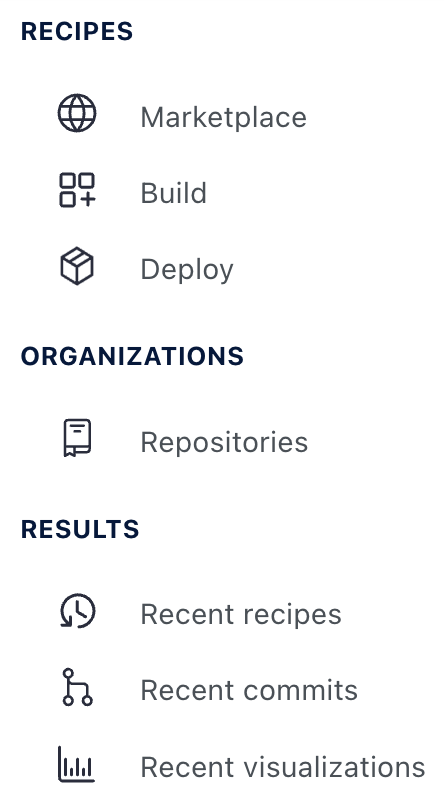 RECIPES
Marketplace
Build
Deploy
ORGANIZATIONS
Repositories
RESULTS
Recent recipes
Recent commits
Recent visualizations